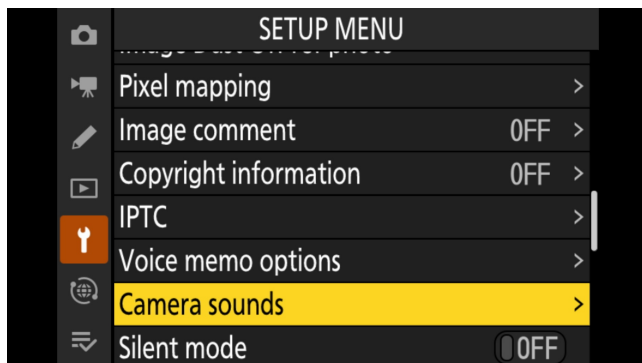 SETUP MENU
Pixel mapping >
Image comment OFF >
Copyright information OFF >
IPTC >
Voice memo options >
Camera sounds >
Silent mode OFF